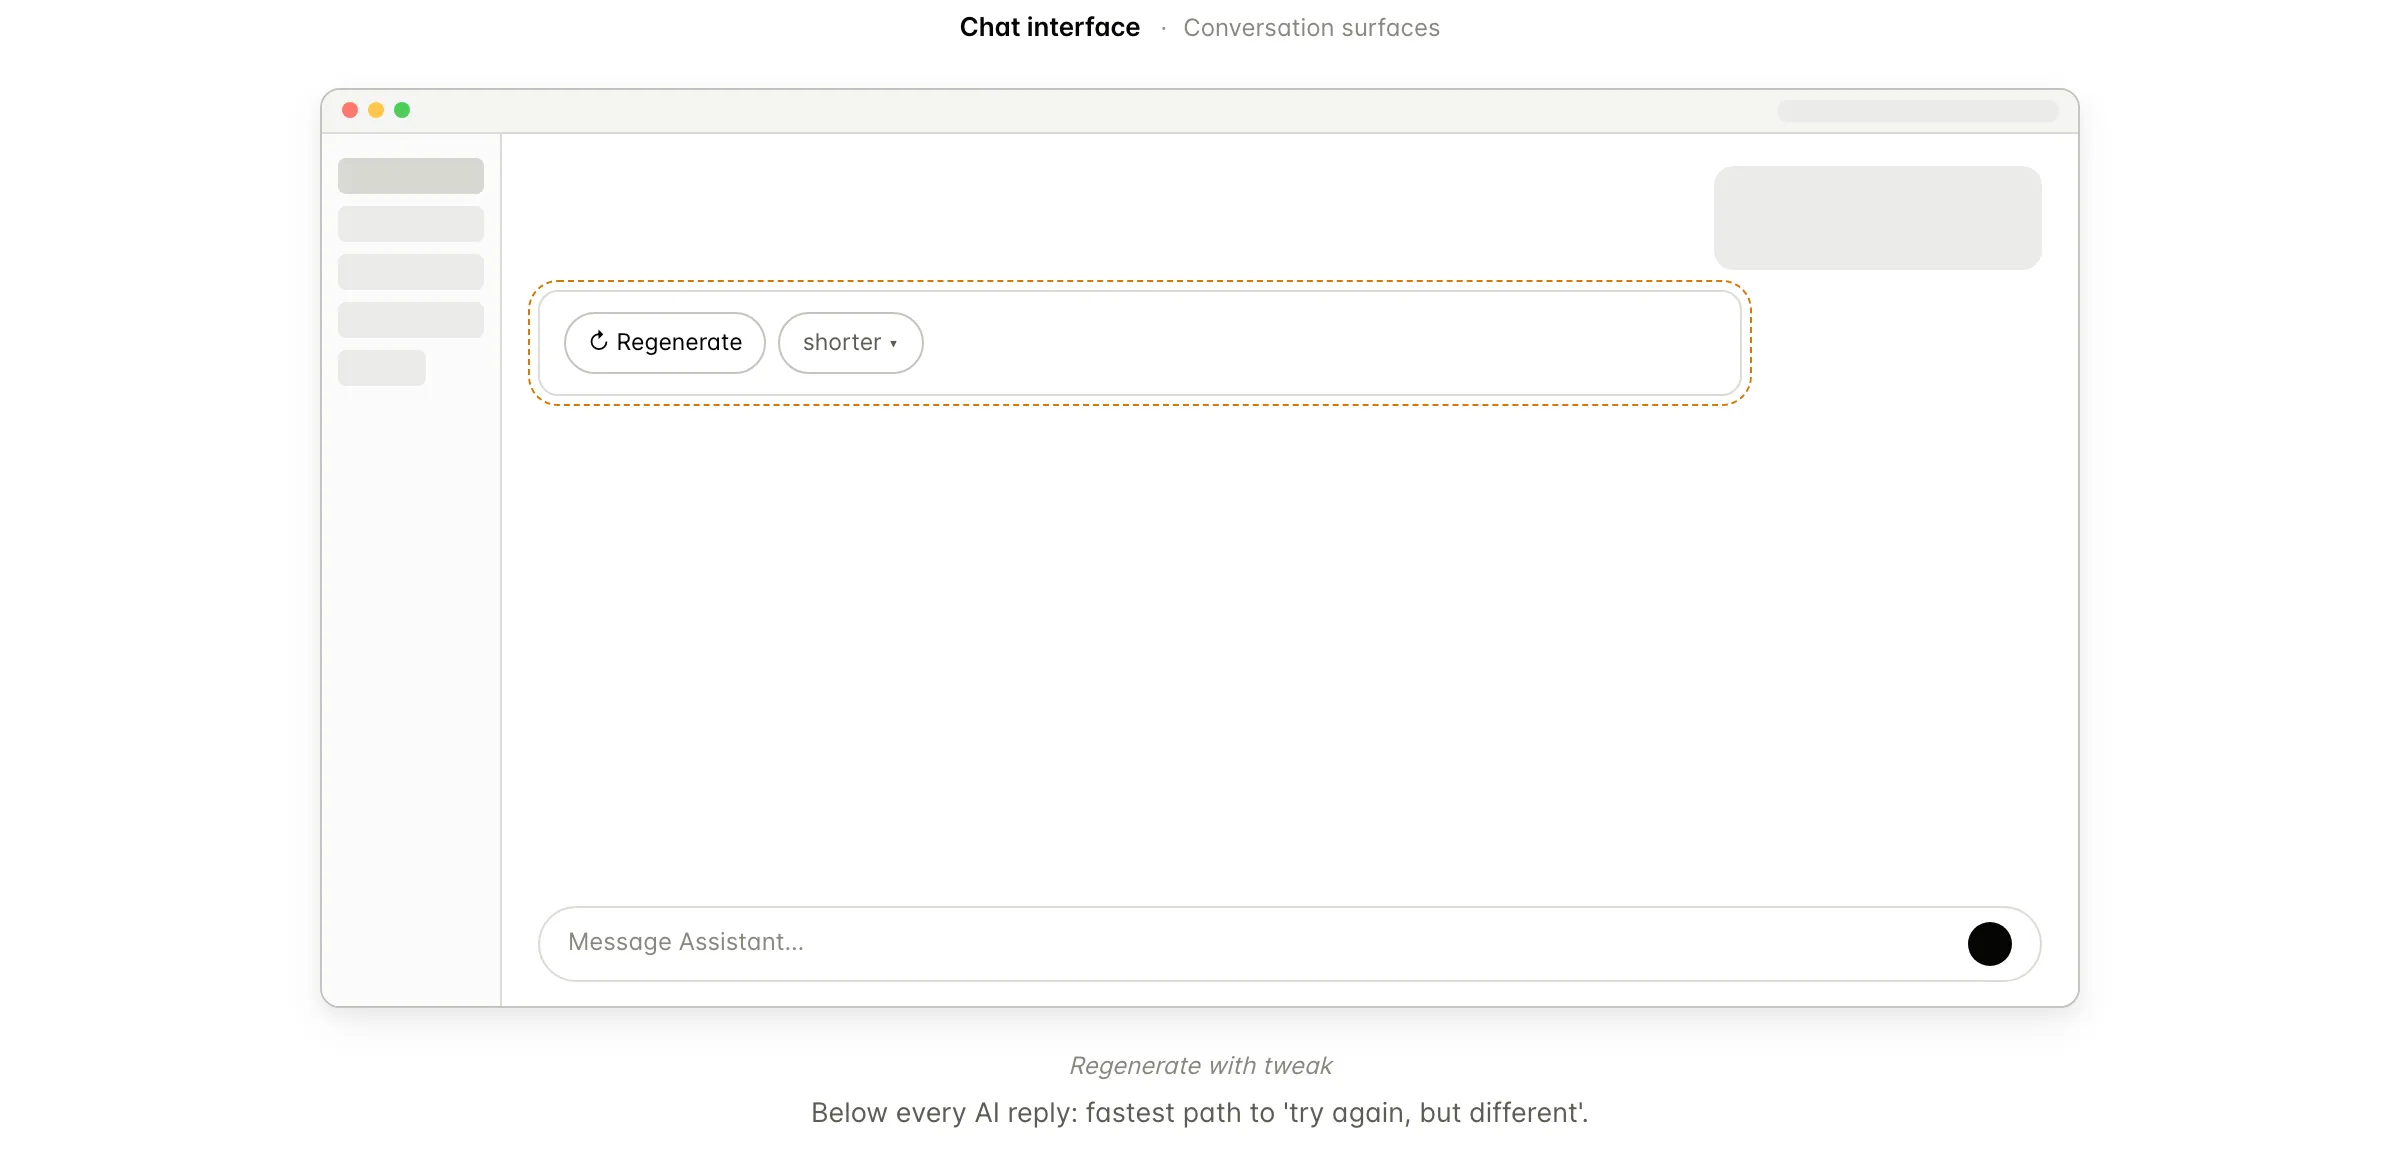 Chat interface · Conversation surfaces
↻ Regenerate shorter ▾
Message Assistant...
Regenerate with tweak
Below every AI reply: fastest path to 'try again, but different'.